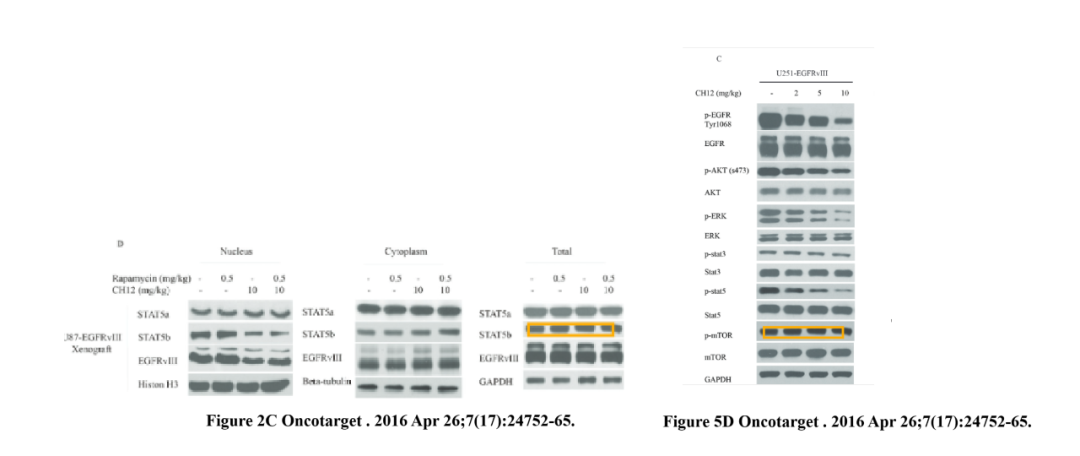 C
U251-EGFRvIII
CH12 (mg/kg) - 2 5 10
p-EGFR
Tyr1068
EGFR
p-AKT (s473)
AKT
p-ERK
ERK
p-stat3
Stat3
p-stat5
Stat5
p-mTOR
mTOR
GAPDH
D
Nucleus Cytoplasm Total
Rapamycin (mg/kg) - 0.5 - 0.5 - 0.5 - 0.5 - 0.5 - 0.5
CH12 (mg/kg) - - 10 10 - - 10 10 - - 10 10
STAT5a STAT5a STAT5a
STAT5b STAT5b STAT5b
J87-EGFRvIII
Xenograft
EGFRvIII EGFRvIII EGFRvIII
Histon H3 Beta-tubulin GAPDH
Figure 2C Oncotarget . 2016 Apr 26;7(17):24752-65.
Figure 5D Oncotarget . 2016 Apr 26;7(17):24752-65.